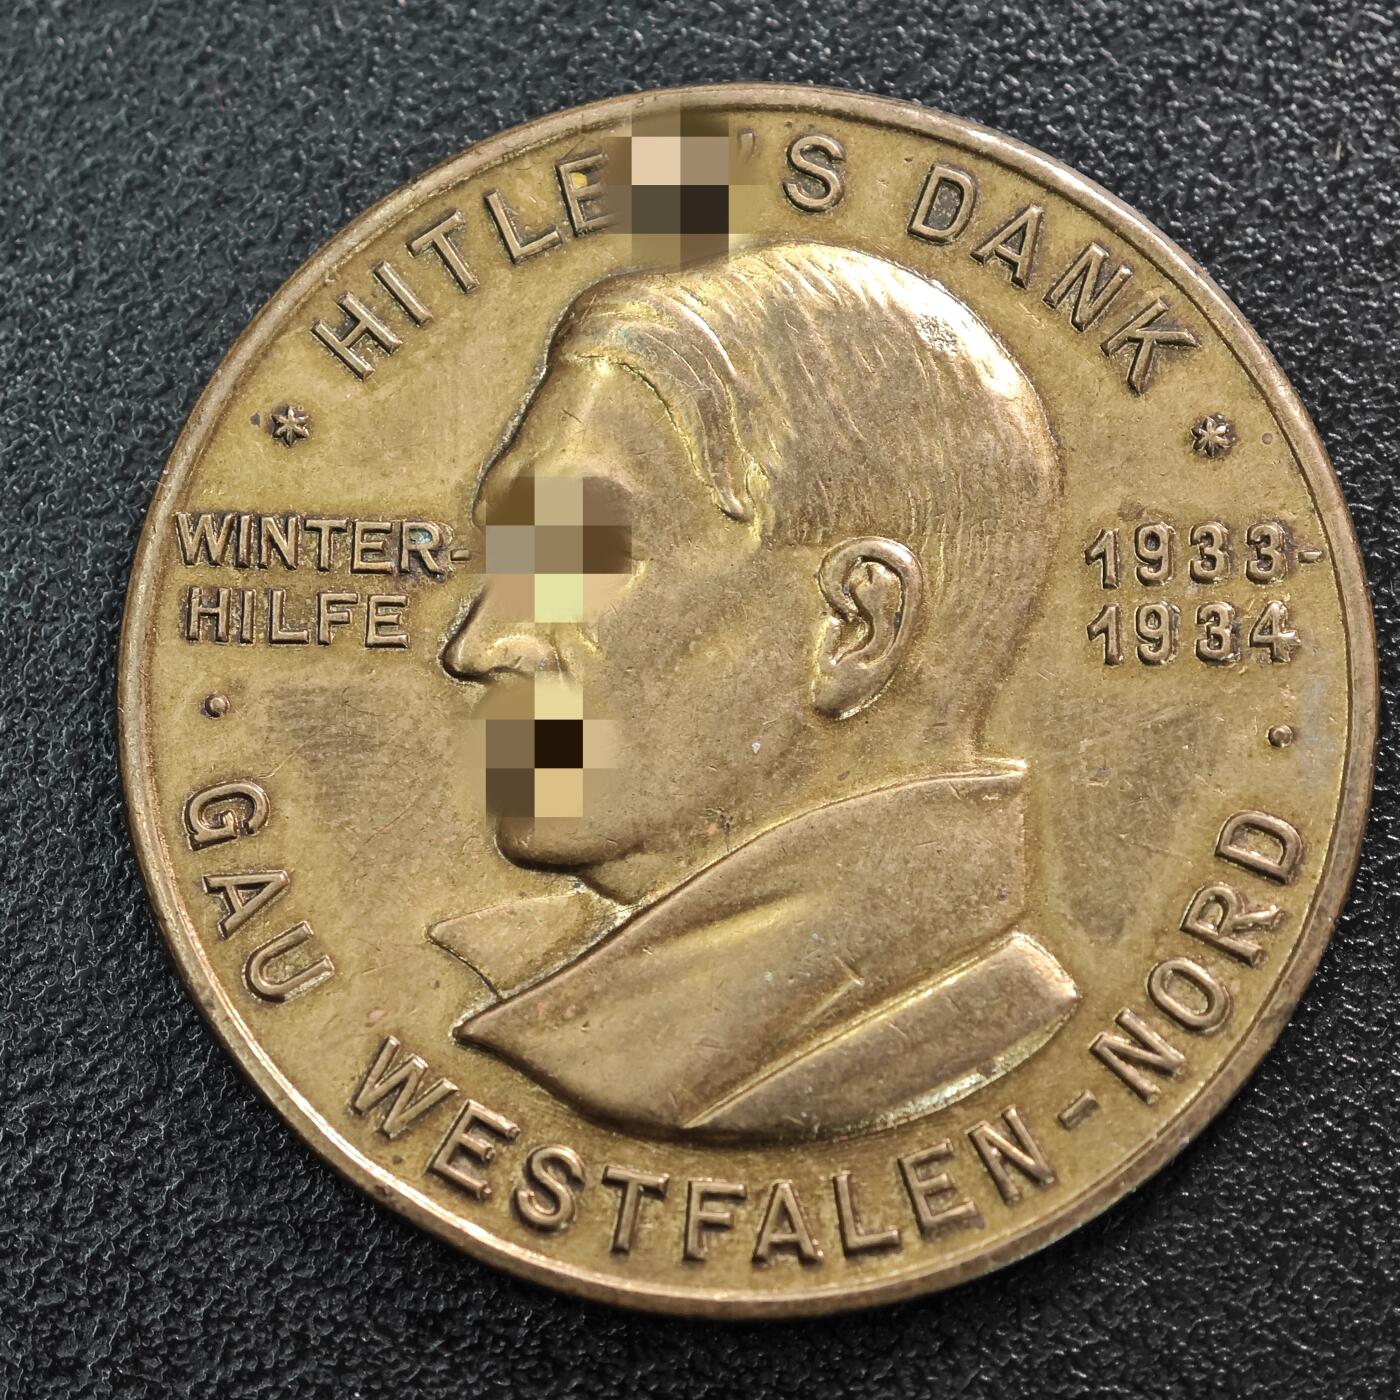 HITLE 'S DANK
WINTER-
HILFE
1933-
1934
GAU WESTFALEN-NORD